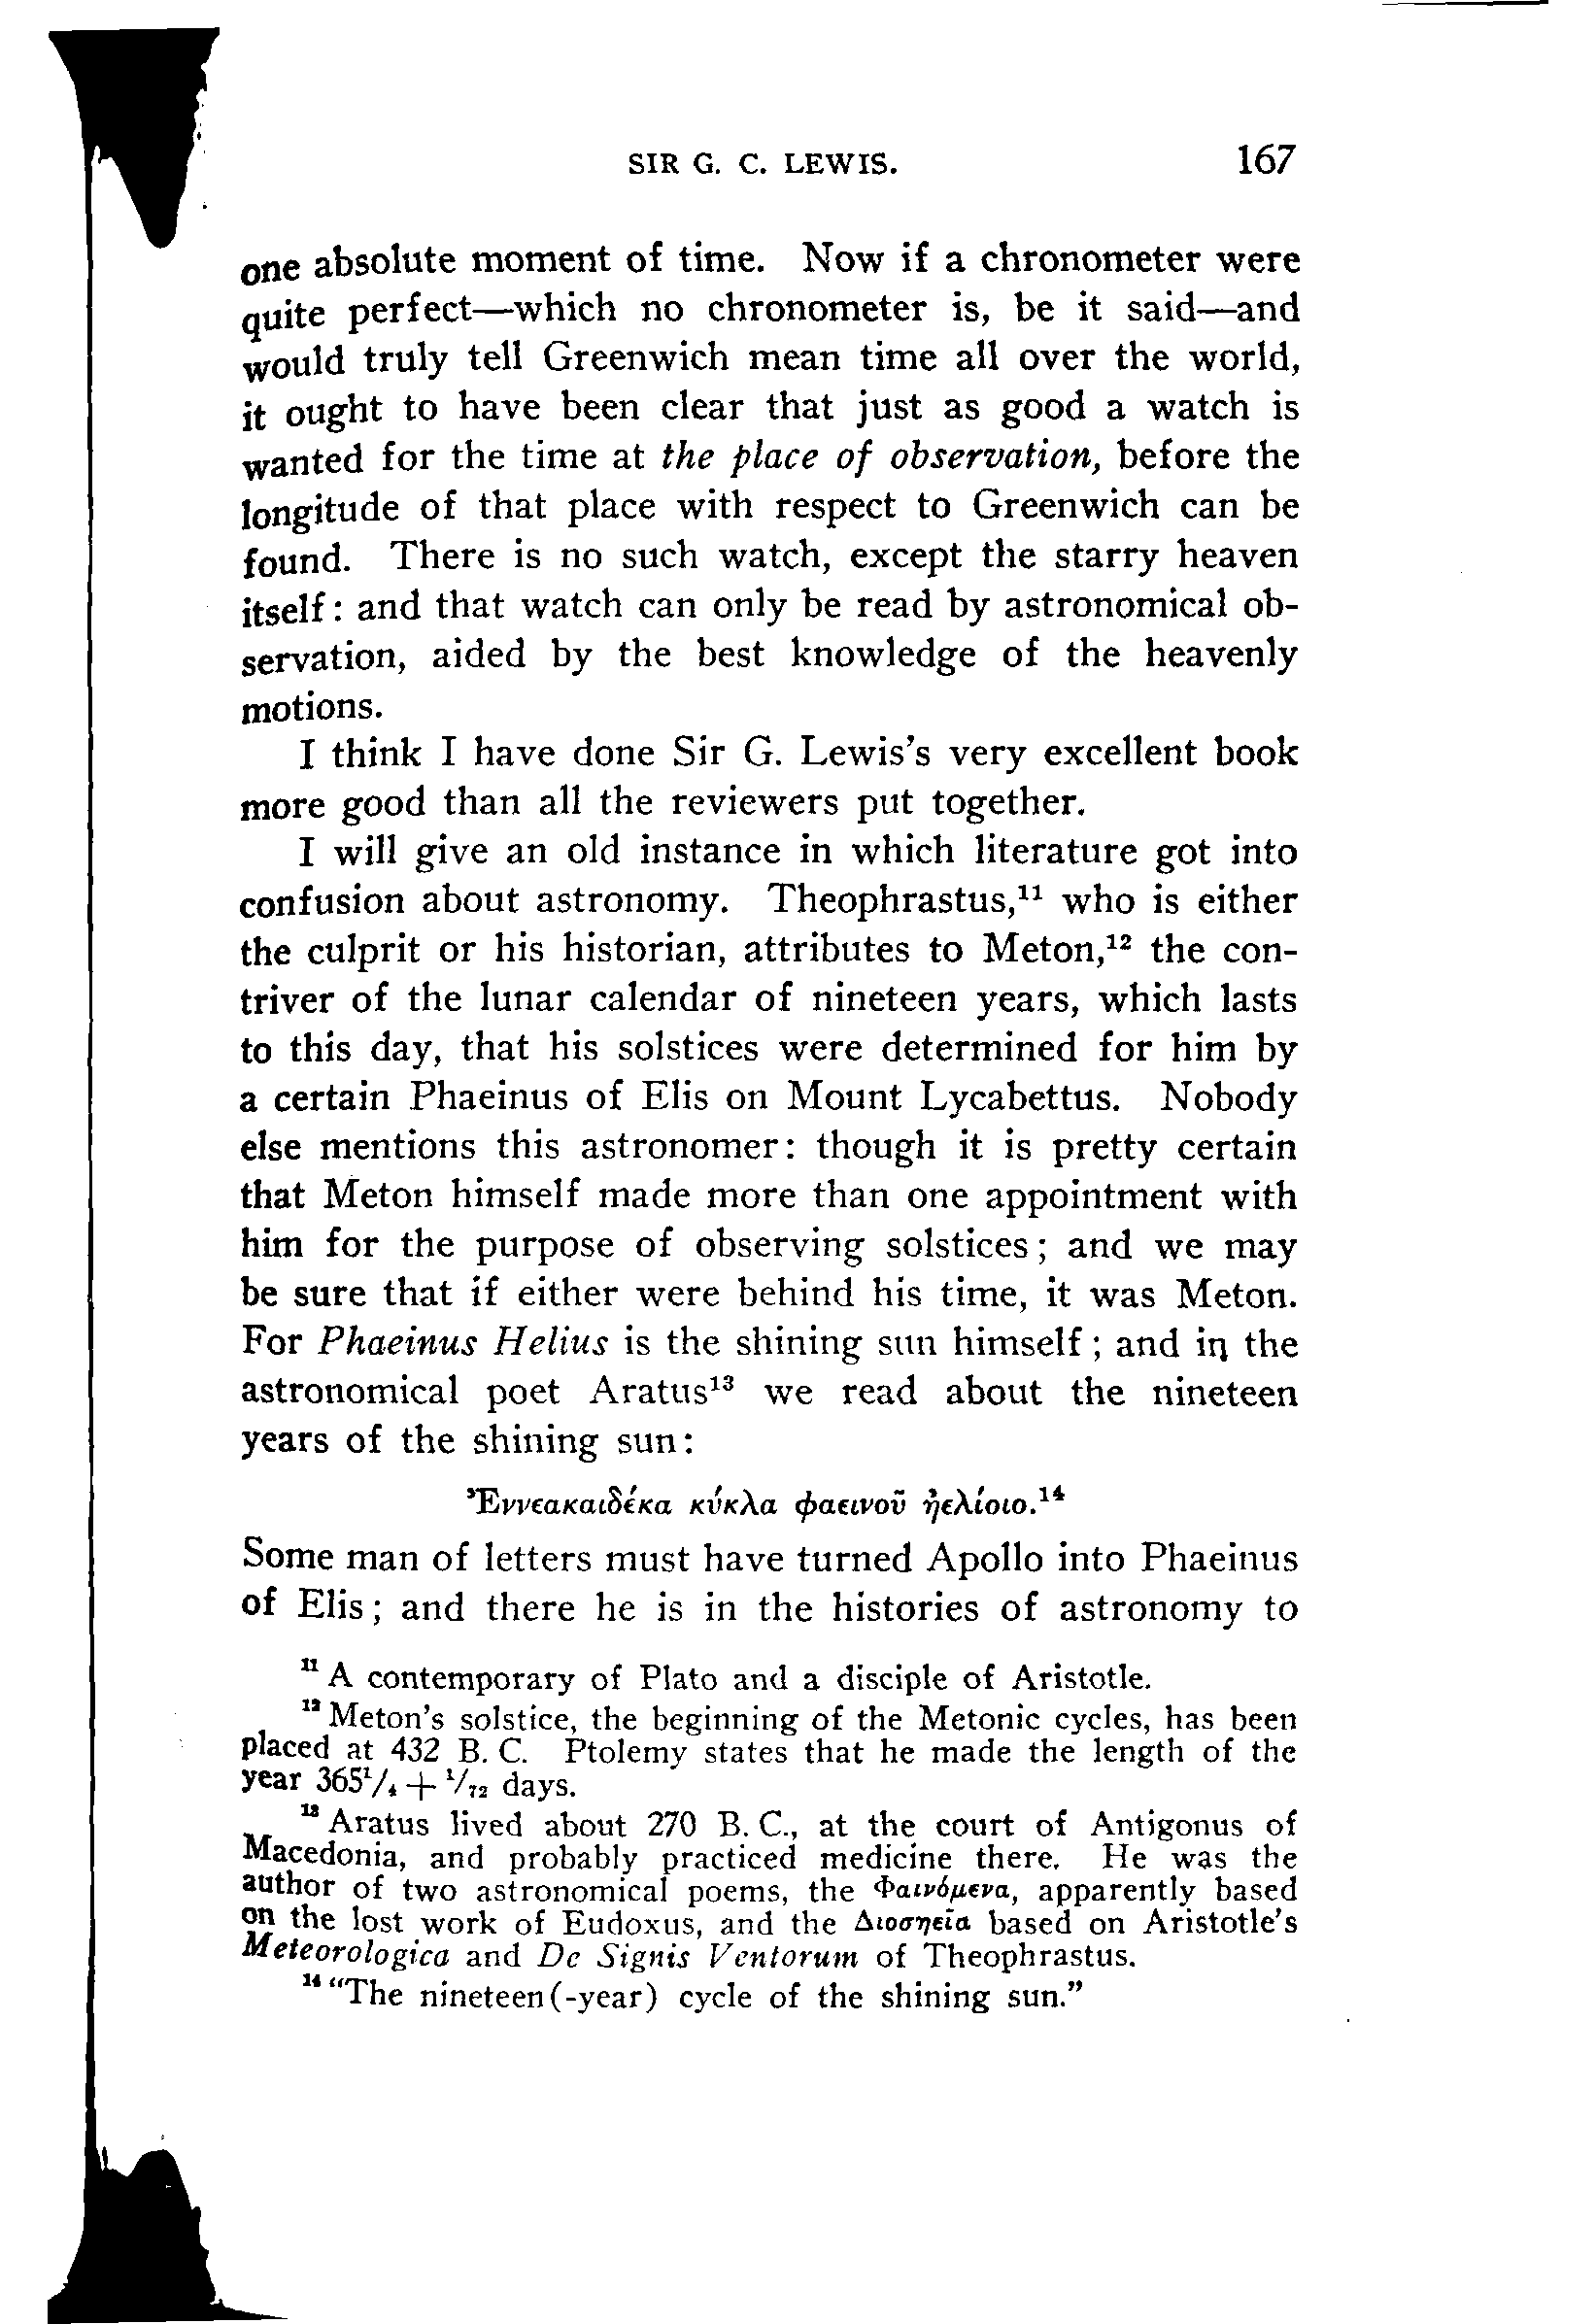 SIR G. C. LEWIS. 167
one absolute moment of time. Now if a chronometer were
quite perfect—which no chronometer is, be it said—and
would truly tell Greenwich mean time all over the world,
it ought to have been clear that just as good a watch is
wanted for the time at the place of observation, before the
longitude of that place with respect to Greenwich can be
found. There is no such watch, except the starry heaven
itself: and that watch can only be read by astronomical ob-
servation, aided by the best knowledge of the heavenly
motions.
I think I have done Sir G. Lewis's very excellent book
more good than all the reviewers put together.
I will give an old instance in which literature got into
confusion about astronomy. Theophrastus,¹¹ who is either
the culprit or his historian, attributes to Meton,¹² the con-
triver of the lunar calendar of nineteen years, which lasts
to this day, that his solstices were determined for him by
a certain Phaeinus of Elis on Mount Lycabettus. Nobody
else mentions this astronomer: though it is pretty certain
that Meton himself made more than one appointment with
him for the purpose of observing solstices; and we may
be sure that if either were behind his time, it was Meton.
For Phaeinus Helius is the shining sun himself; and in the
astronomical poet Aratus¹³ we read about the nineteen
years of the shining sun:
Ἐννεακαιδέκα κύκλα φαεινοῦ ἠελίοιο.¹⁴
Some man of letters must have turned Apollo into Phaeinus
of Elis; and there he is in the histories of astronomy to
¹¹ A contemporary of Plato and a disciple of Aristotle.
¹² Meton's solstice, the beginning of the Metonic cycles, has been
placed at 432 B. C. Ptolemy states that he made the length of the
year 365¹/₄ + ¹/₇₂ days.
¹³ Aratus lived about 270 B. C., at the court of Antigonus of
Macedonia, and probably practiced medicine there. He was the
author of two astronomical poems, the Φαινόμενα, apparently based
on the lost work of Eudoxus, and the Διοσηεῖα based on Aristotle's
Meteorologica and De Signis Ventorum of Theophrastus.
¹⁴ "The nineteen(-year) cycle of the shining sun."